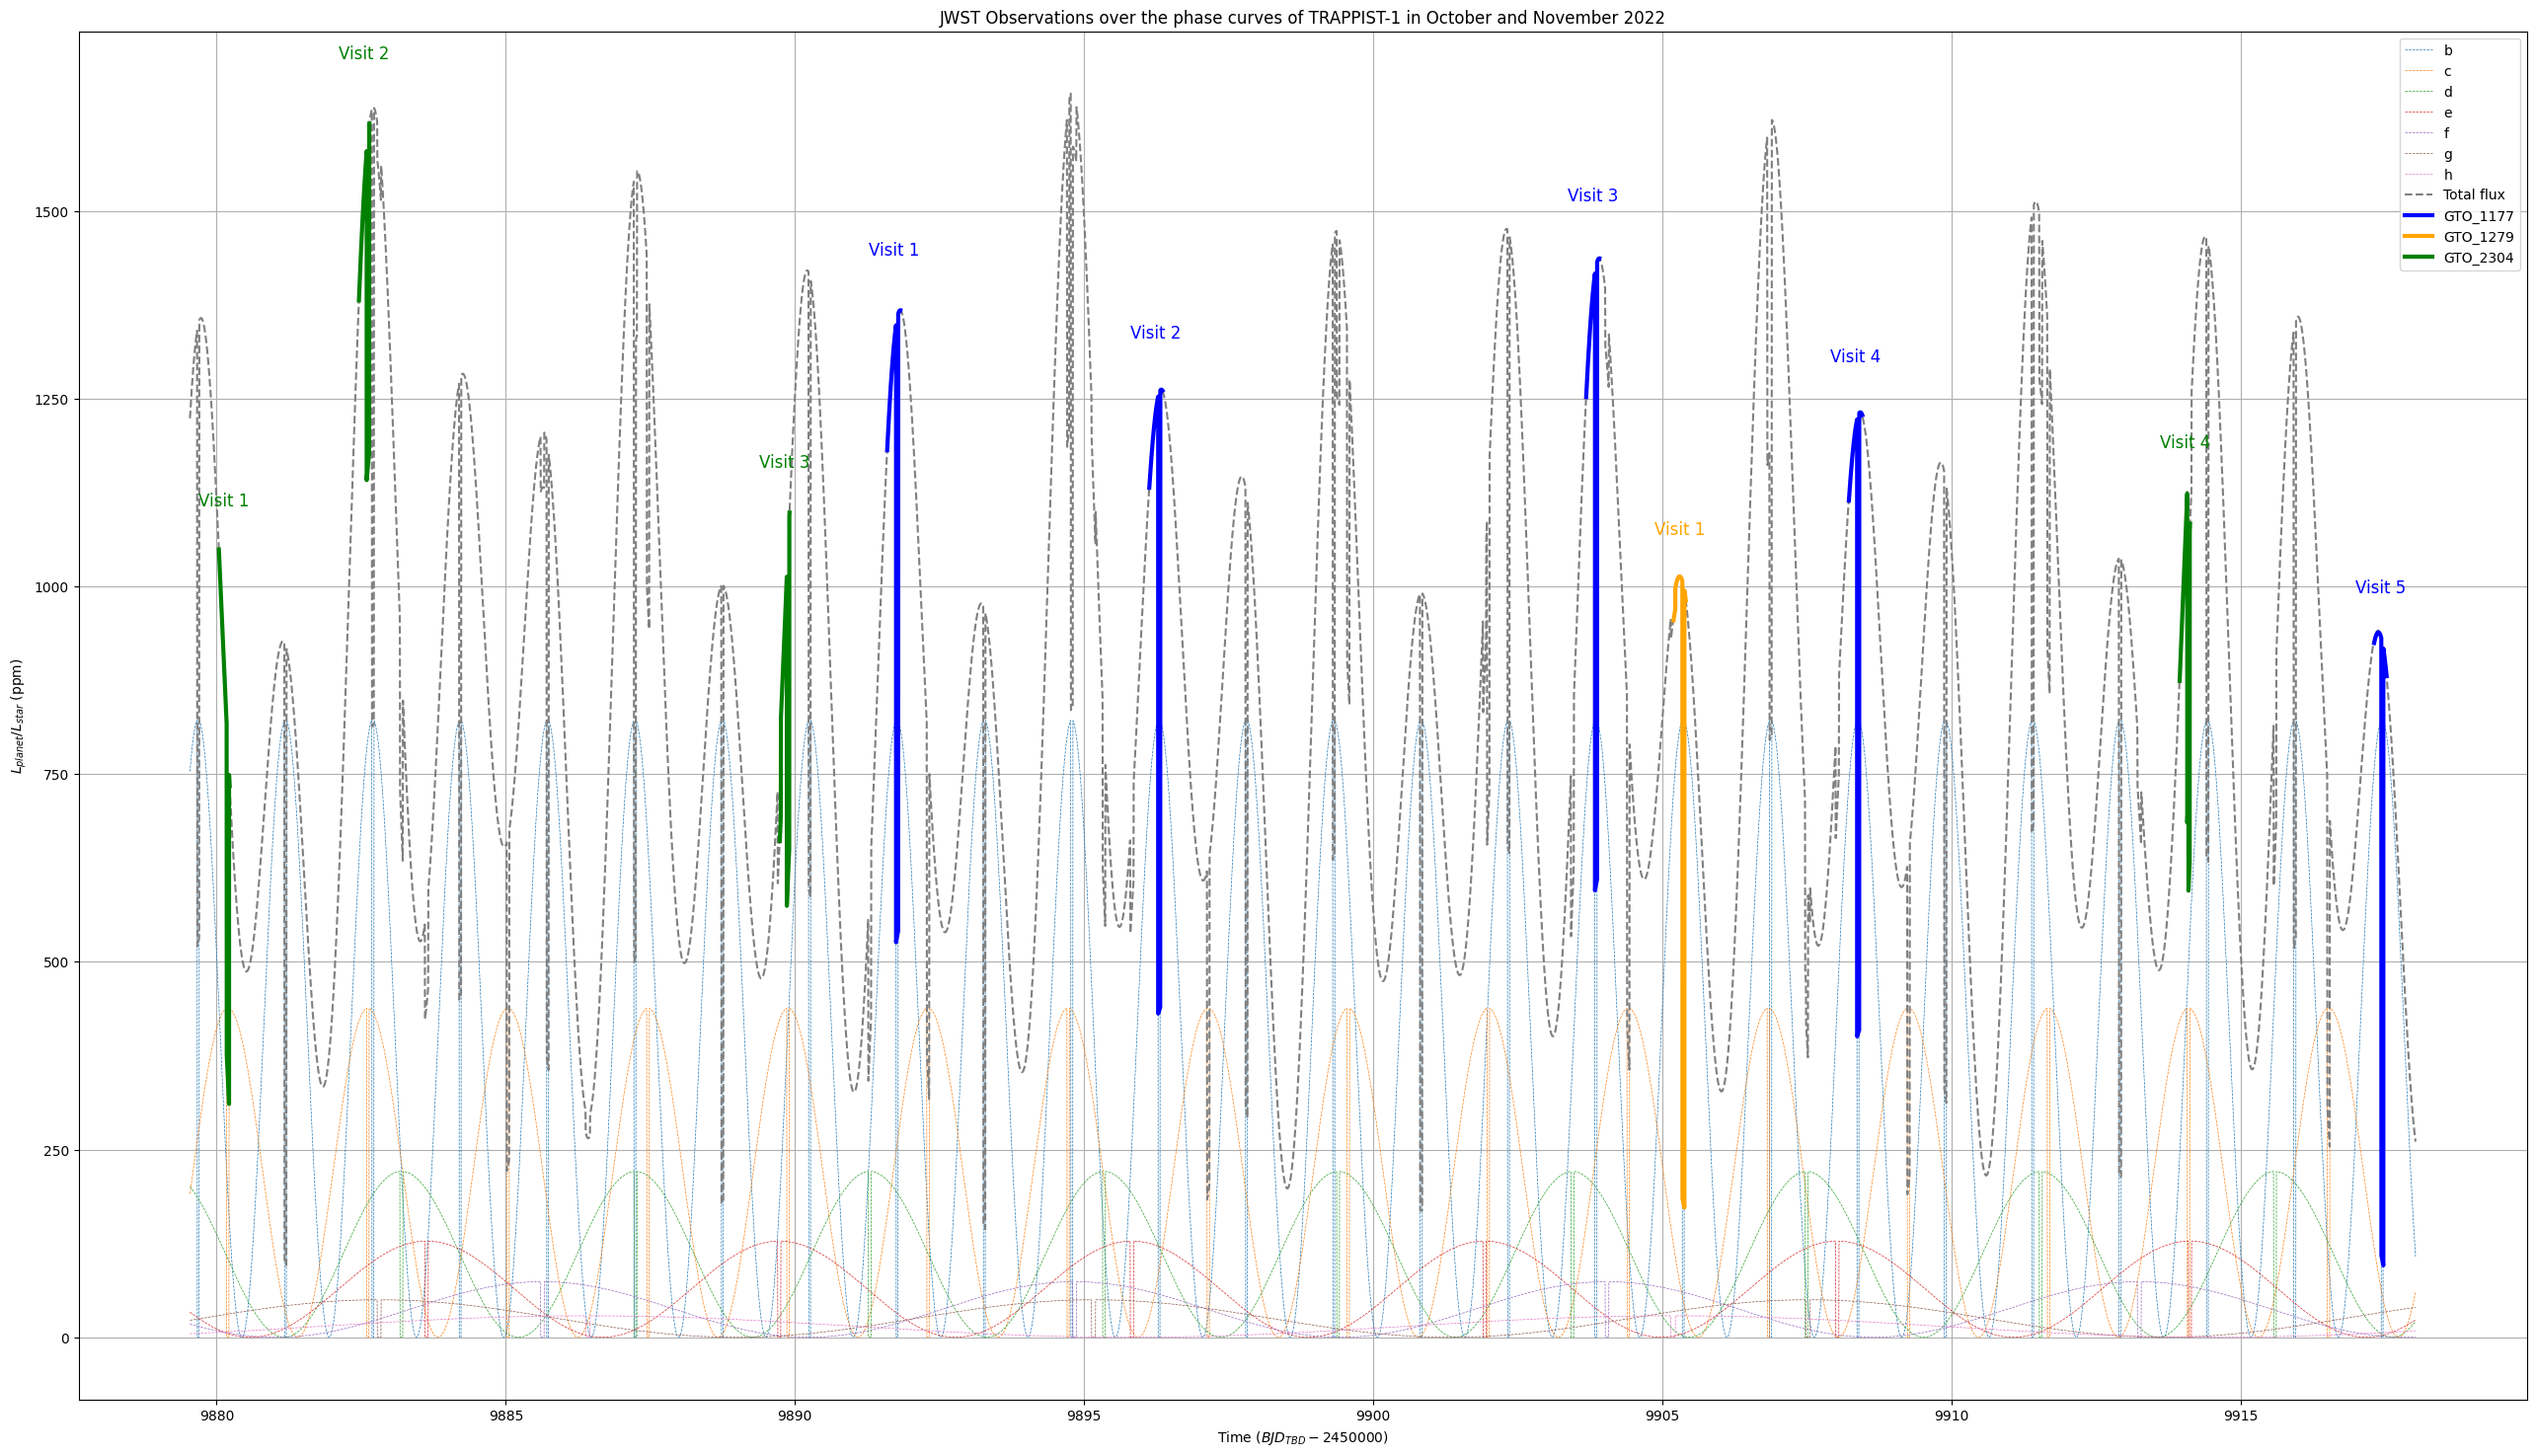 JWST Observations over the phase curves of TRAPPIST-1 in October and November 2022
Visit 2
Visit 3
Visit 1
Visit 2
Visit 4
Visit 3
Visit 4
Visit 1
Visit 1
Visit 5
b
c
d
e
f
g
h
Total flux
GTO_1177
GTO_1279
GTO_2304
1500
1250
1000
750
500
250
0
L_planet/L_star (ppm)
9880 9885 9890 9895 9900 9905 9910 9915
Time (BJD_TBD − 2450000)